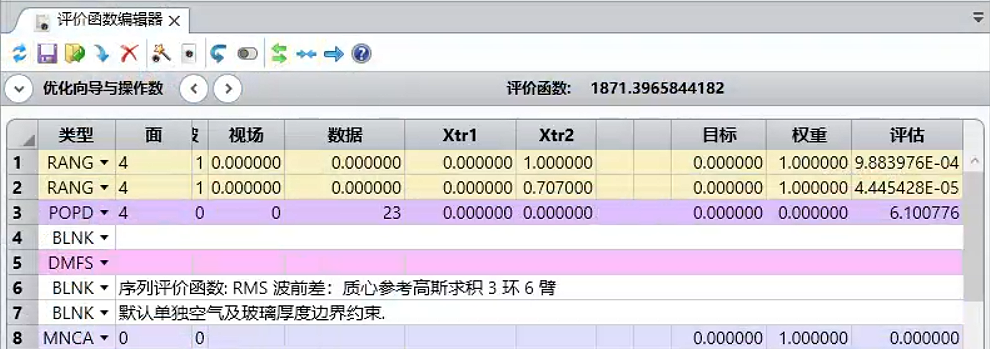 评价函数编辑器
优化向导与操作数 评价函数: 1871.3965844182
类型 面 视场 数据 Xtr1 Xtr2 目标 权重 评估
1 RANG 4 1 0.000000 0.000000 0.000000 1.000000 0.000000 1.000000 9.883976E-04
2 RANG 4 1 0.000000 0.000000 0.000000 0.707000 0.000000 1.000000 4.445428E-05
3 POPD 4 0 0 23 0.000000 0.000000 0.000000 0.000000 6.100776
4 BLNK
5 DMFS
6 BLNK 序列评价函数: RMS 波前差：质心参考高斯求积 3 环 6 臂
7 BLNK 默认单独空气及玻璃厚度边界约束.
8 MNCA 0 0 0.000000 1.000000 0.000000